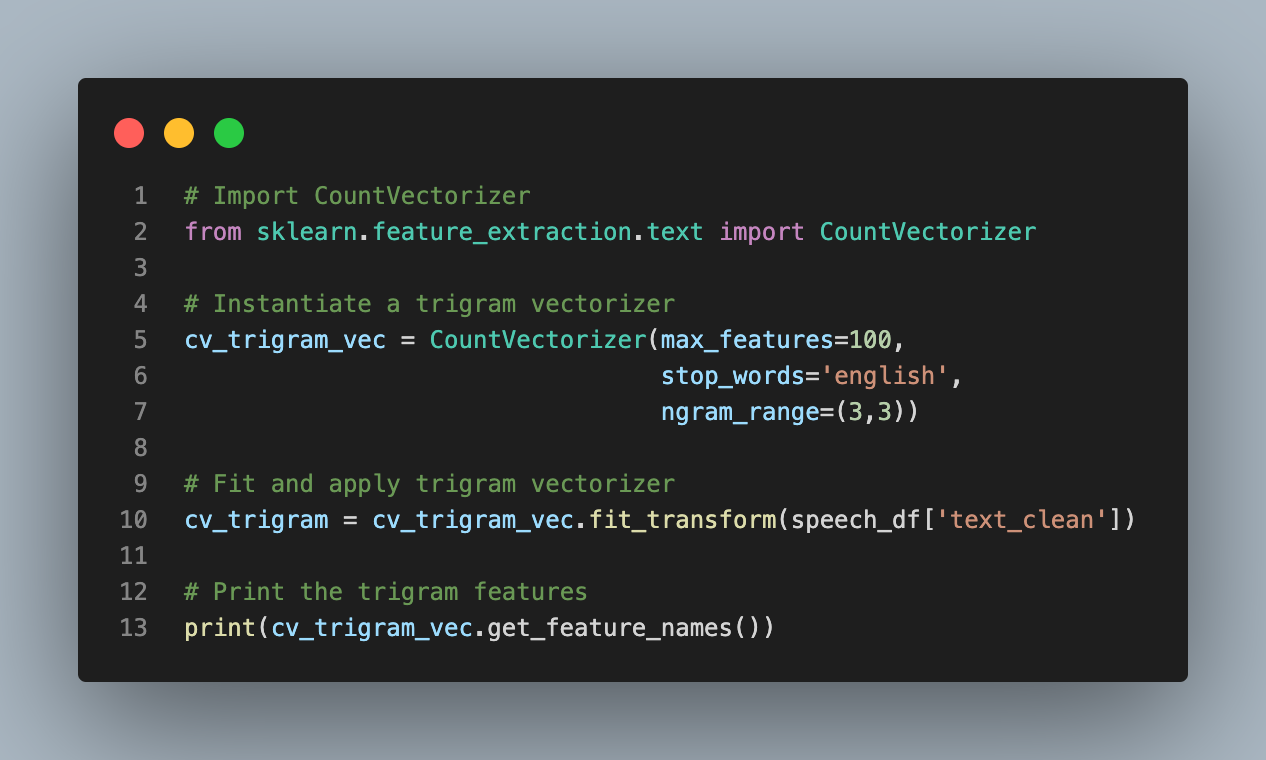 1 # Import CountVectorizer
2 from sklearn.feature_extraction.text import CountVectorizer
3
4 # Instantiate a trigram vectorizer
5 cv_trigram_vec = CountVectorizer(max_features=100,
6                                  stop_words='english',
7                                  ngram_range=(3,3))
8
9 # Fit and apply trigram vectorizer
10 cv_trigram = cv_trigram_vec.fit_transform(speech_df['text_clean'])
11
12 # Print the trigram features
13 print(cv_trigram_vec.get_feature_names())